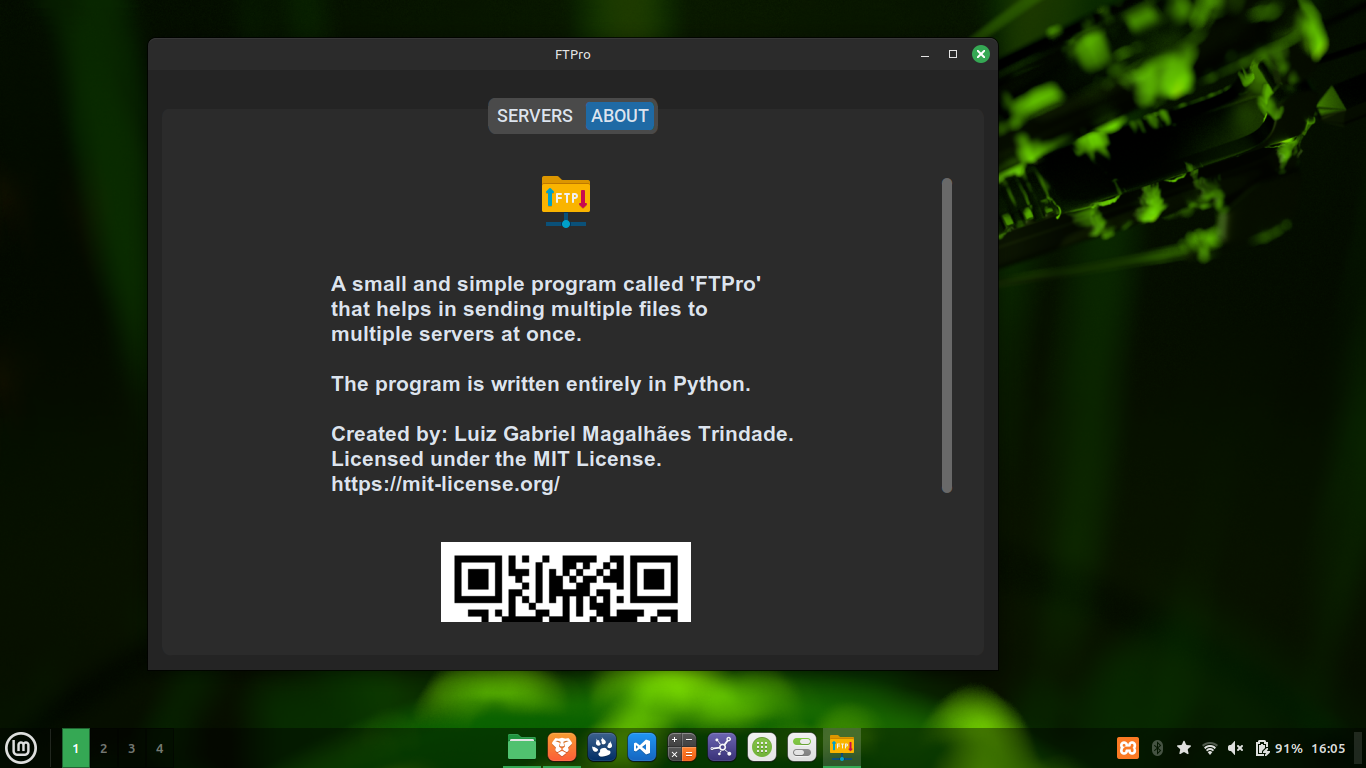 FTPro
SERVERS ABOUT
FTP
A small and simple program called 'FTPro'
that helps in sending multiple files to
multiple servers at once.
The program is written entirely in Python.
Created by: Luiz Gabriel Magalhães Trindade.
Licensed under the MIT License.
https://mit-license.org/
1 2 3 4
FTP
91% 16:05